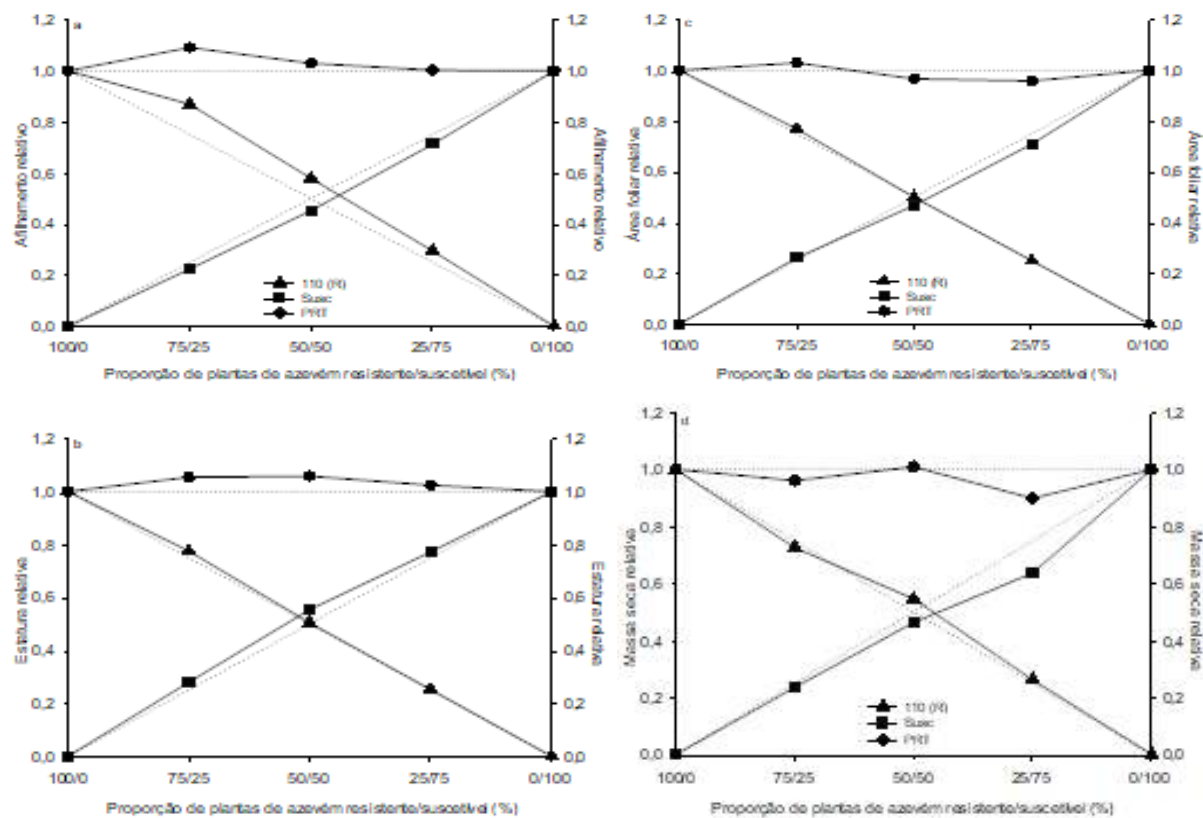 a
1,2
1,0
0,8
0,6
0,4
0,2
0,0
Afilhamento relativo
1,2
1,0
0,8
0,6
0,4
0,2
0,0
Afilhamento relativo
110 (R)
Susc
PRT
100/0 75/25 50/50 25/75 0/100
Proporção de plantas de azevém resistente/suscetível (%)
c
1,2
1,0
0,8
0,6
0,4
0,2
0,0
Área foliar relativa
1,2
1,0
0,8
0,6
0,4
0,2
0,0
Área foliar relativa
110 (R)
Susc
PRT
100/0 75/25 50/50 25/75 0/100
Proporção de plantas de azevém resistente/suscetível (%)
b
1,2
1,0
0,8
0,6
0,4
0,2
0,0
Estatura relativa
1,2
1,0
0,8
0,6
0,4
0,2
0,0
Estatura relativa
100/0 75/25 50/50 25/75 0/100
Proporção de plantas de azevém resistente/suscetível (%)
d
1,2
1,0
0,8
0,6
0,4
0,2
0,0
Massa seca relativa
1,2
1,0
0,8
0,6
0,4
0,2
0,0
Massa seca relativa
110 (R)
Susc
PRT
100/0 75/25 50/50 25/75 0/100
Proporção de plantas de azevém resistente/suscetível (%)